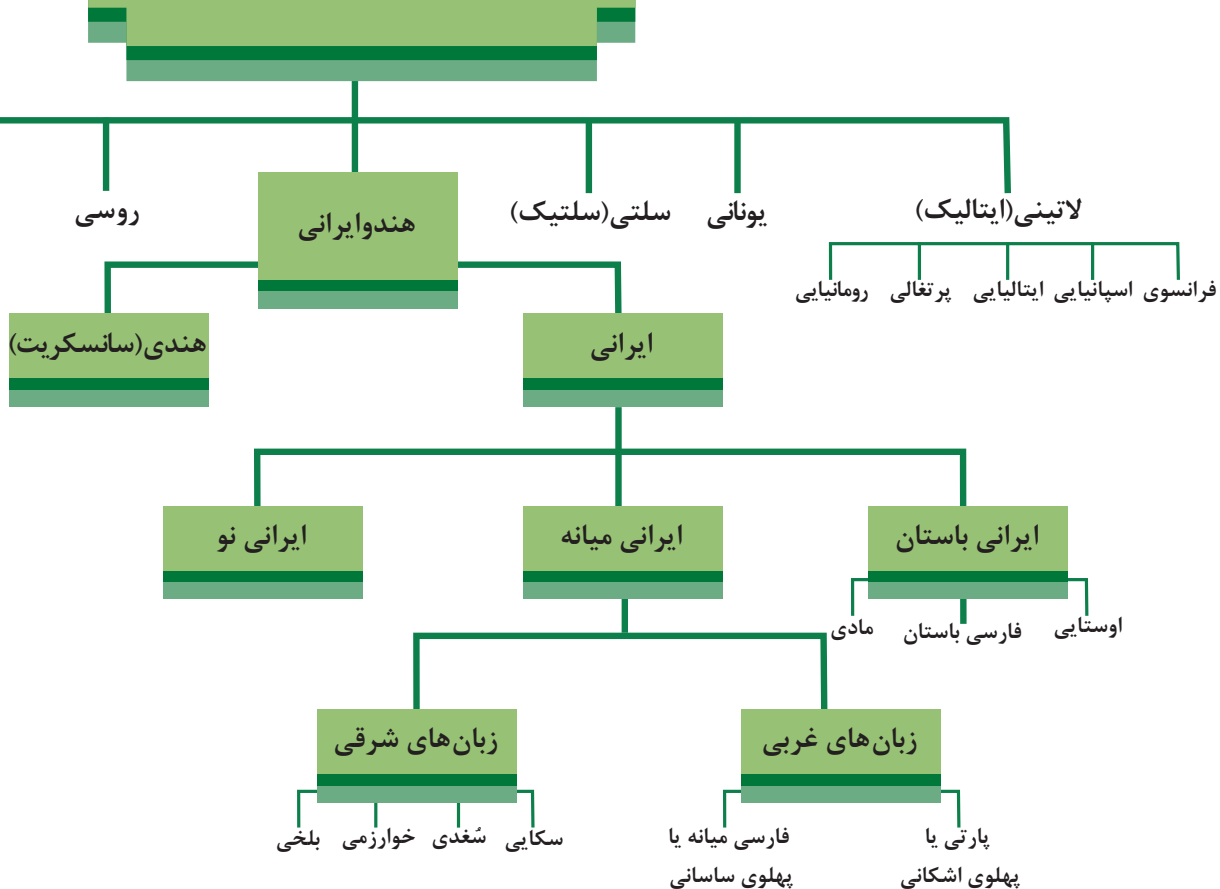 لاتینی(ایتالیک)
یونانی
سلتی(سلتیک)
هندوایرانی
روسی
فرانسوی
اسپانیایی
ایتالیایی
پرتغالی
رومانیایی
ایرانی
هندی(سانسکریت)
ایرانی باستان
ایرانی میانه
ایرانی نو
اوستایی
فارسی باستان
مادی
زبان‌های غربی
زبان‌های شرقی
پارتی یا
پهلوی اشکانی
فارسی میانه یا
پهلوی ساسانی
سکایی
سُغدی
خوارزمی
بلخی